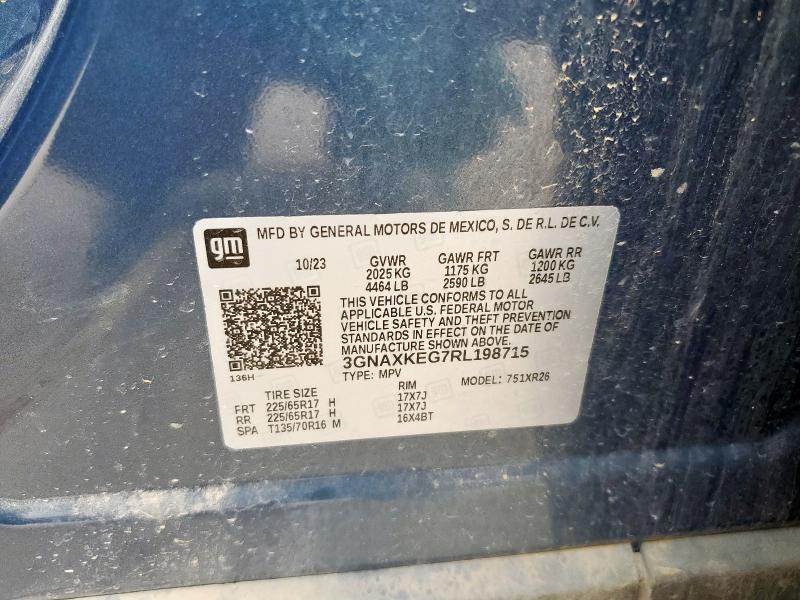 gm
MFD BY GENERAL MOTORS DE MEXICO, S. DE R.L. DE C.V.
10/23 GVWR GAWR FRT GAWR RR
2025 KG 1175 KG 1200 KG
4464 LB 2590 LB 2645 LB
THIS VEHICLE CONFORMS TO ALL
APPLICABLE U.S. FEDERAL MOTOR
VEHICLE SAFETY AND THEFT PREVENTION
STANDARDS IN EFFECT ON THE DATE OF
MANUFACTURE SHOWN ABOVE.
3GNAXKEG7RL198715
136H TYPE: MPV MODEL: 751XR26
TIRE SIZE RIM
FRT 225/65R17 H 17X7J
RR 225/65R17 H 17X7J
SPA T135/70R16 M 16X4BT